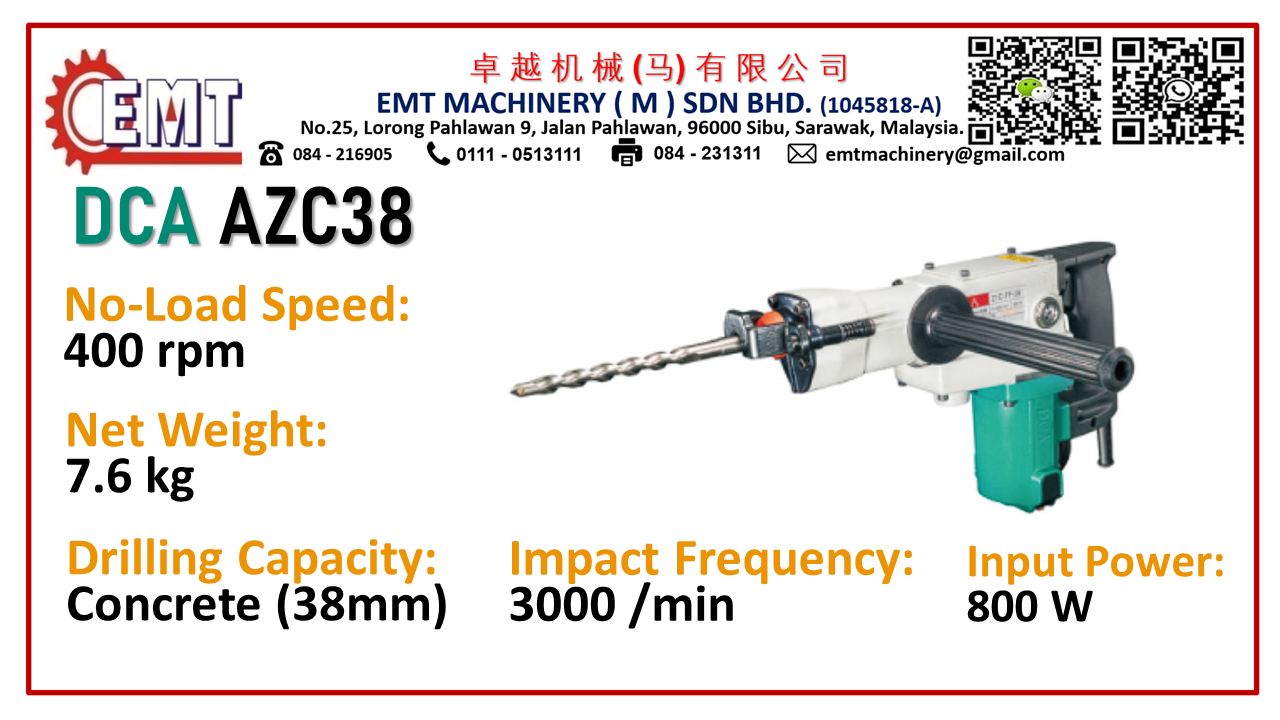 EMT
卓越机械(马)有限公司
EMT MACHINERY ( M ) SDN BHD. (1045818-A)
No.25, Lorong Pahlawan 9, Jalan Pahlawan, 96000 Sibu, Sarawak, Malaysia.
084 - 216905 0111 - 0513111 084 - 231311 emtmachinery@gmail.com
DCA AZC38
No-Load Speed:
400 rpm
Net Weight:
7.6 kg
Drilling Capacity:
Concrete (38mm)
Impact Frequency:
3000 /min
Input Power:
800 W
DCA